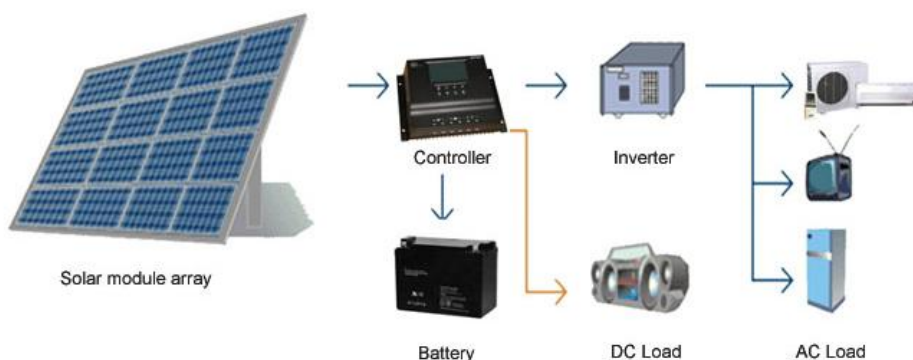 Controller
Inverter
Solar module array
Battery
DC Load
AC Load